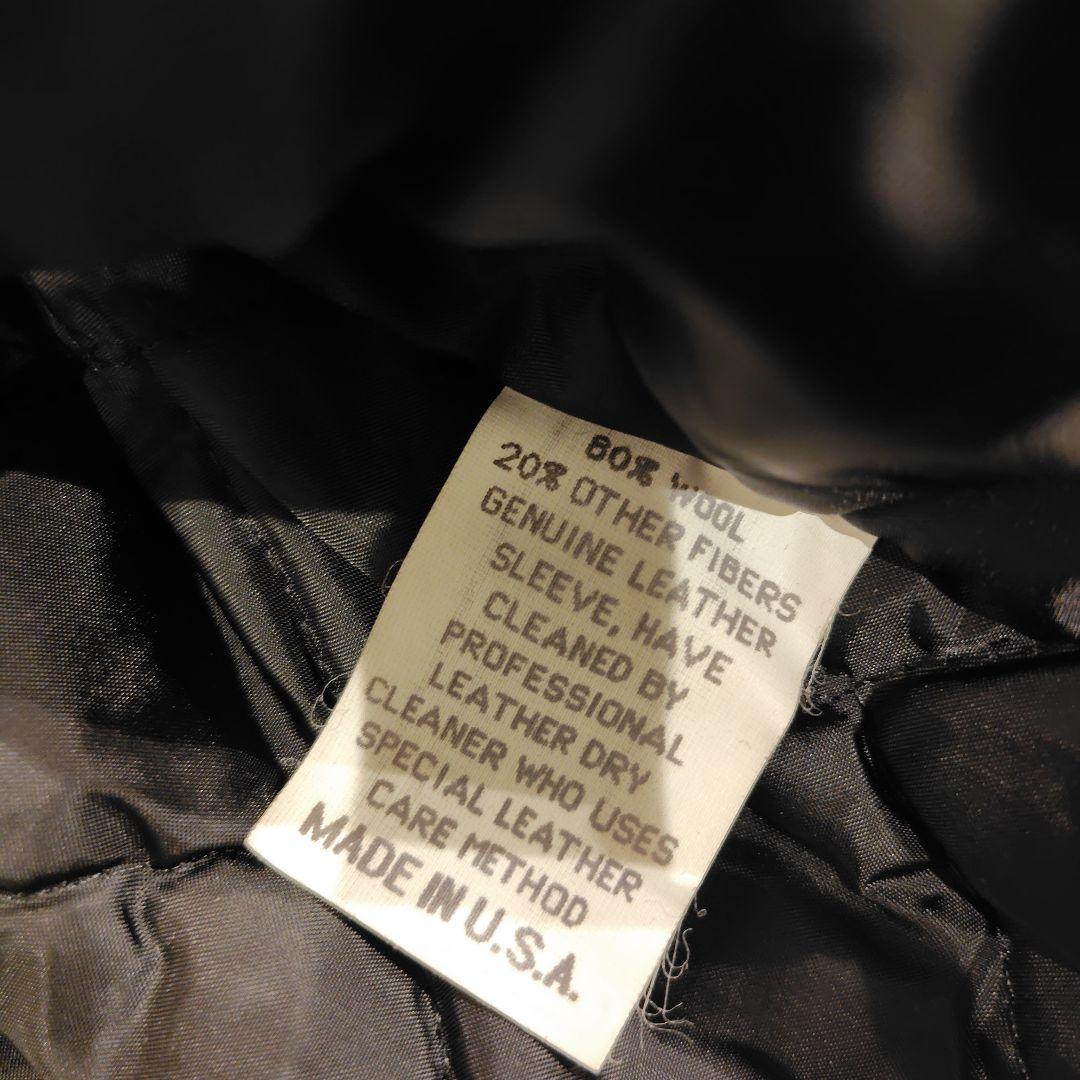 80% WOOL
20% OTHER FIBERS
GENUINE LEATHER
SLEEVE, HAVE
CLEANED BY
PROFESSIONAL
LEATHER DRY
CLEANER WHO USES
SPECIAL LEATHER
CARE METHOD
MADE IN U.S.A.